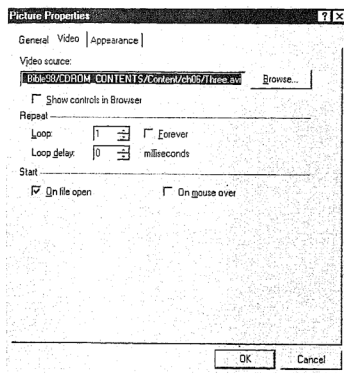 Picture Properties
General Video Appearance
Video source:
Bible98/CDROM_CONTENTS/Content/ch06/Three.avi Browse...
Show controls in Browser
Repeat
Loop: 1 Forever
Loop delay: 0 milliseconds
Start
On file open On mouse over
OK Cancel